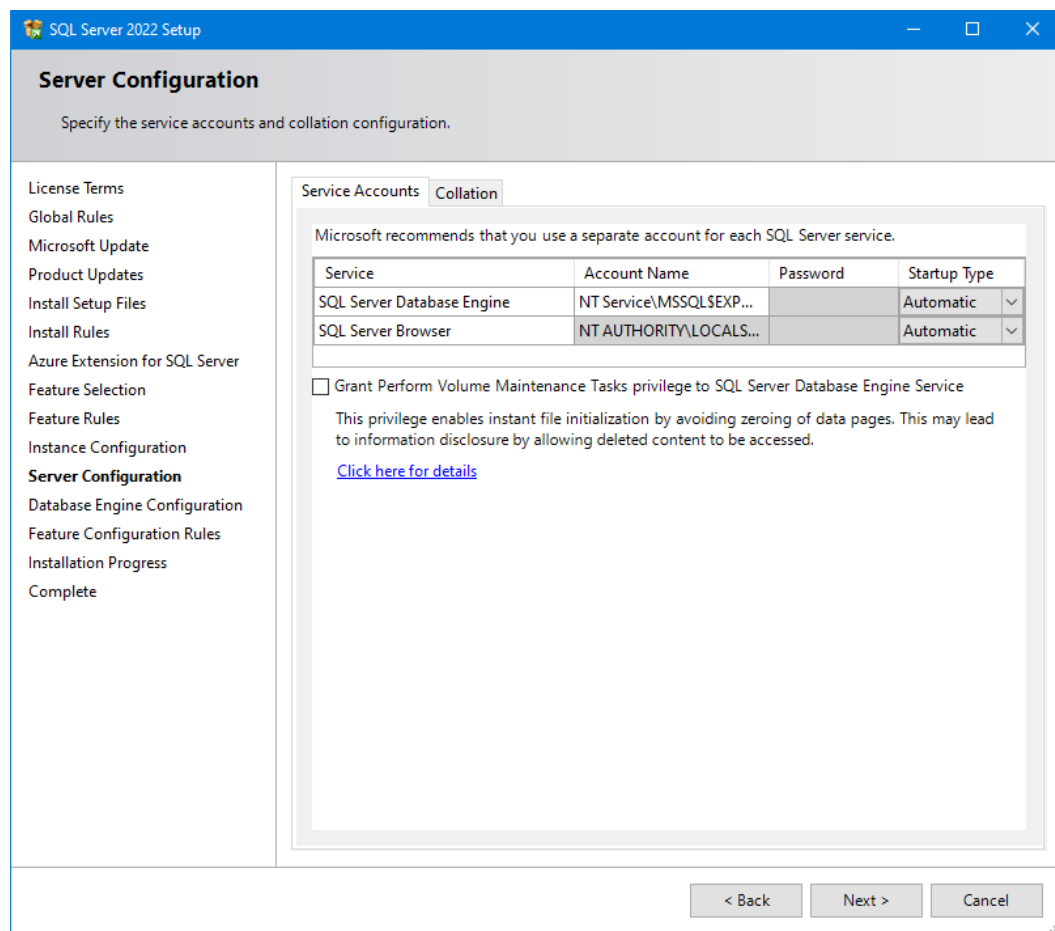 SQL Server 2022 Setup
Server Configuration
Specify the service accounts and collation configuration.
License Terms
Global Rules
Microsoft Update
Product Updates
Install Setup Files
Install Rules
Azure Extension for SQL Server
Feature Selection
Feature Rules
Instance Configuration
Server Configuration
Database Engine Configuration
Feature Configuration Rules
Installation Progress
Complete
Service Accounts Collation
Microsoft recommends that you use a separate account for each SQL Server service.
Service Account Name Password Startup Type
SQL Server Database Engine NT Service\MSSQL$EXP... Automatic
SQL Server Browser NT AUTHORITY\LOCALS... Automatic
Grant Perform Volume Maintenance Tasks privilege to SQL Server Database Engine Service
This privilege enables instant file initialization by avoiding zeroing of data pages. This may lead
to information disclosure by allowing deleted content to be accessed.
Click here for details
< Back Next > Cancel